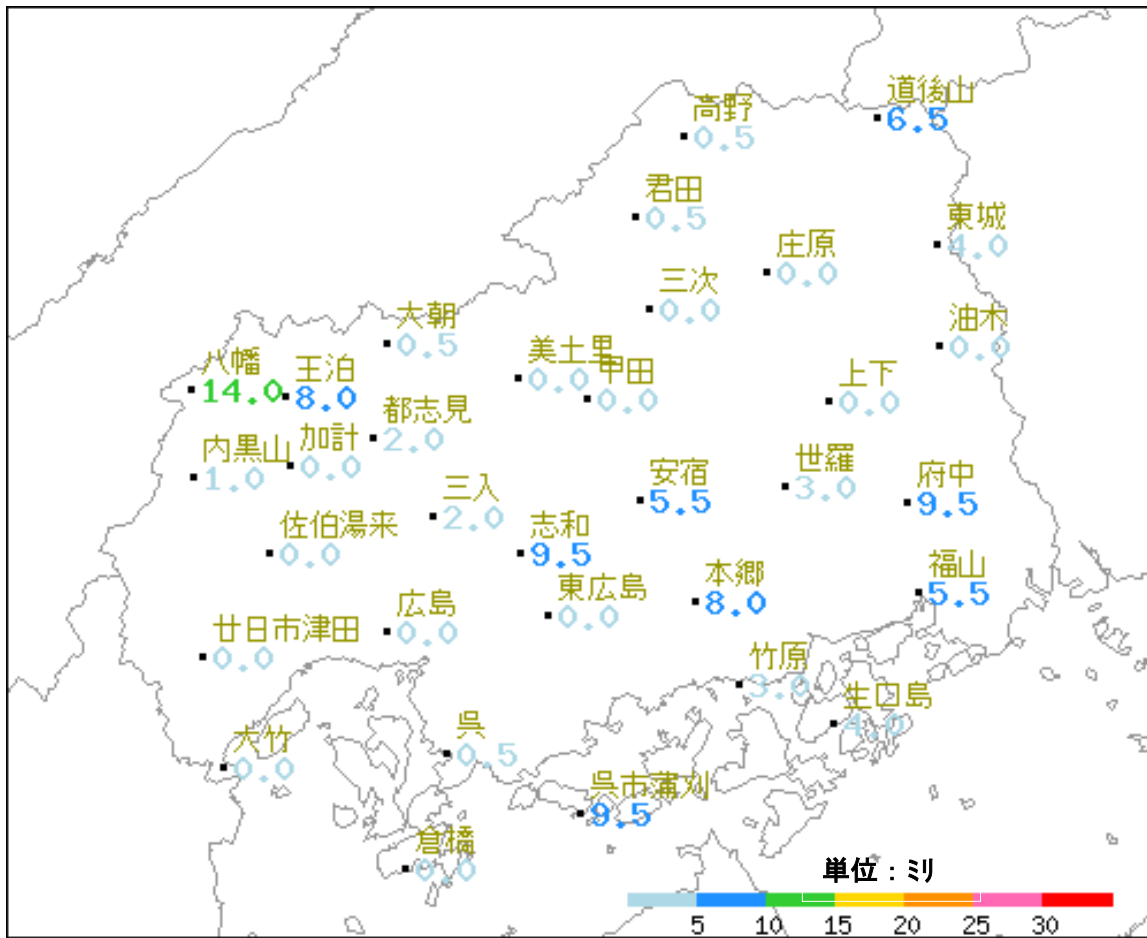 道後山
6.5
高野
0.5
君田
0.5
東城
4.0
庄原
0.0
三次
0.0
大朝
0.5
油木
0.0
八幡
14.0
王泊
8.0
美土里
0.0
甲田
0.0
上下
0.0
都志見
2.0
内黒山
1.0
加計
0.0
三入
2.0
安宿
5.5
世羅
3.0
府中
9.5
佐伯湯来
0.0
志和
9.5
東広島
0.0
本郷
8.0
福山
5.5
広島
0.0
廿日市津田
0.0
竹原
3.0
生口島
4.0
大竹
0.0
呉
0.5
呉市蒲刈
9.5
倉橋
0.0
単位：ミリ
5 10 15 20 25 30